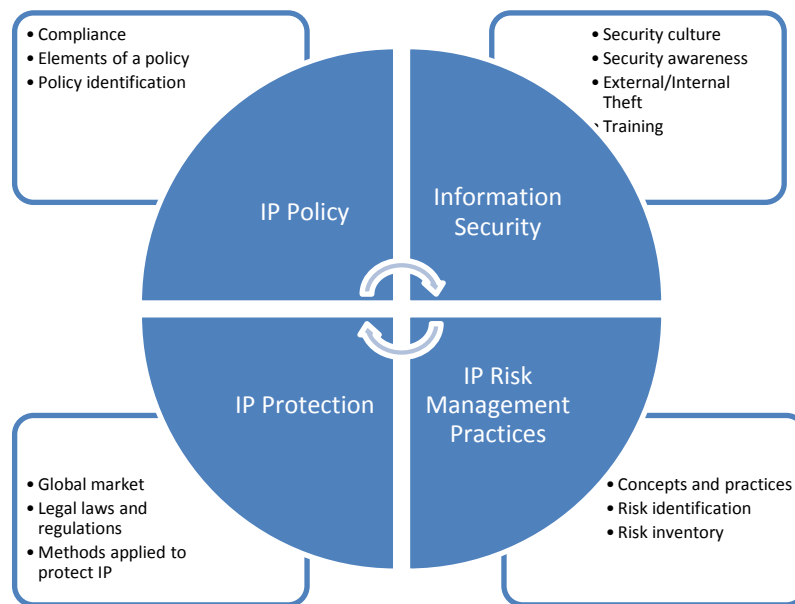 • Compliance
• Elements of a policy
• Policy identification
• Security culture
• Security awareness
• External/Internal
Theft
• Training
IP Policy
Information
Security
IP Protection
IP Risk
Management
Practices
• Global market
• Legal laws and
regulations
• Methods applied to
protect IP
• Concepts and practices
• Risk identification
• Risk inventory